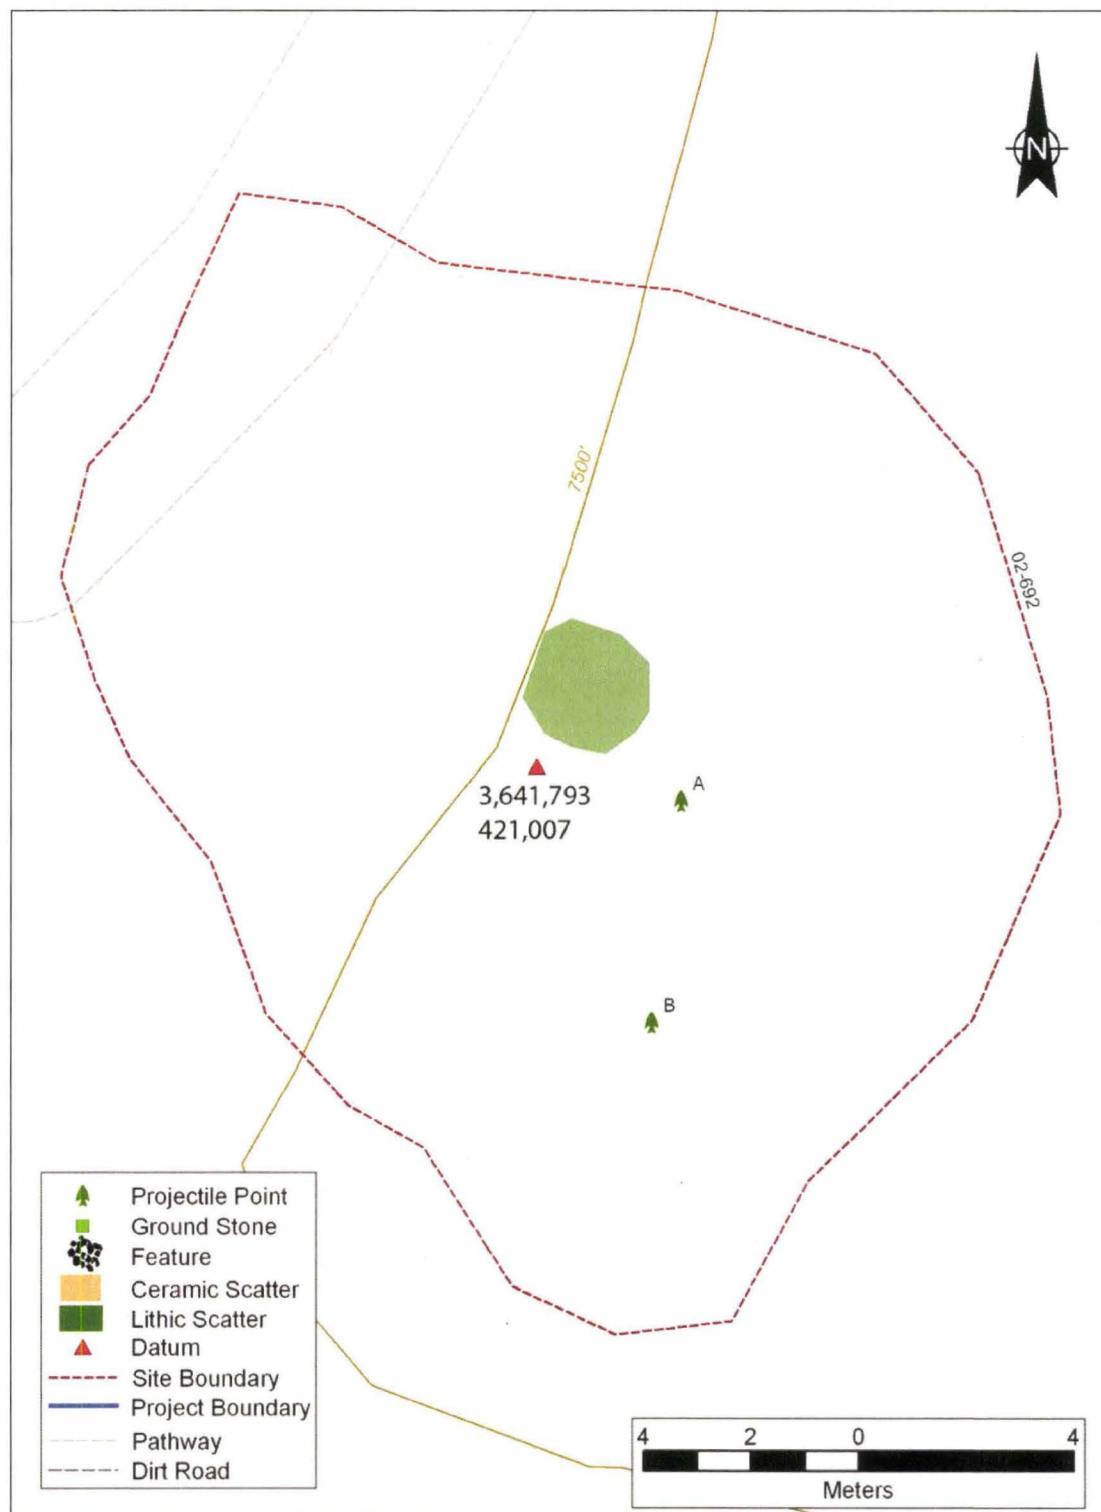 N
7500'
02-692
3,641,793
421,007
A
B
Projectile Point
Ground Stone
Feature
Ceramic Scatter
Lithic Scatter
Datum
Site Boundary
Project Boundary
Pathway
Dirt Road
4 2 0 4
Meters